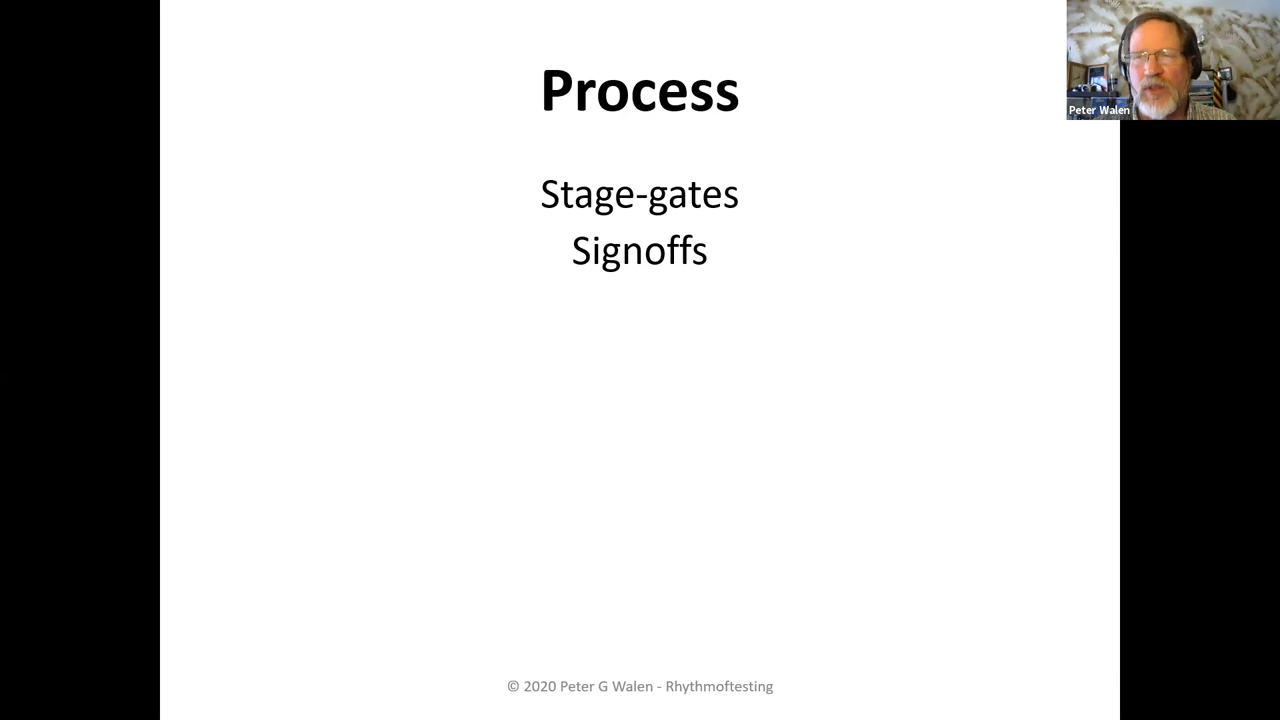 Process
Peter Walen
Stage-gates
Signoffs
© 2020 Peter G Walen - Rhythmoftesting